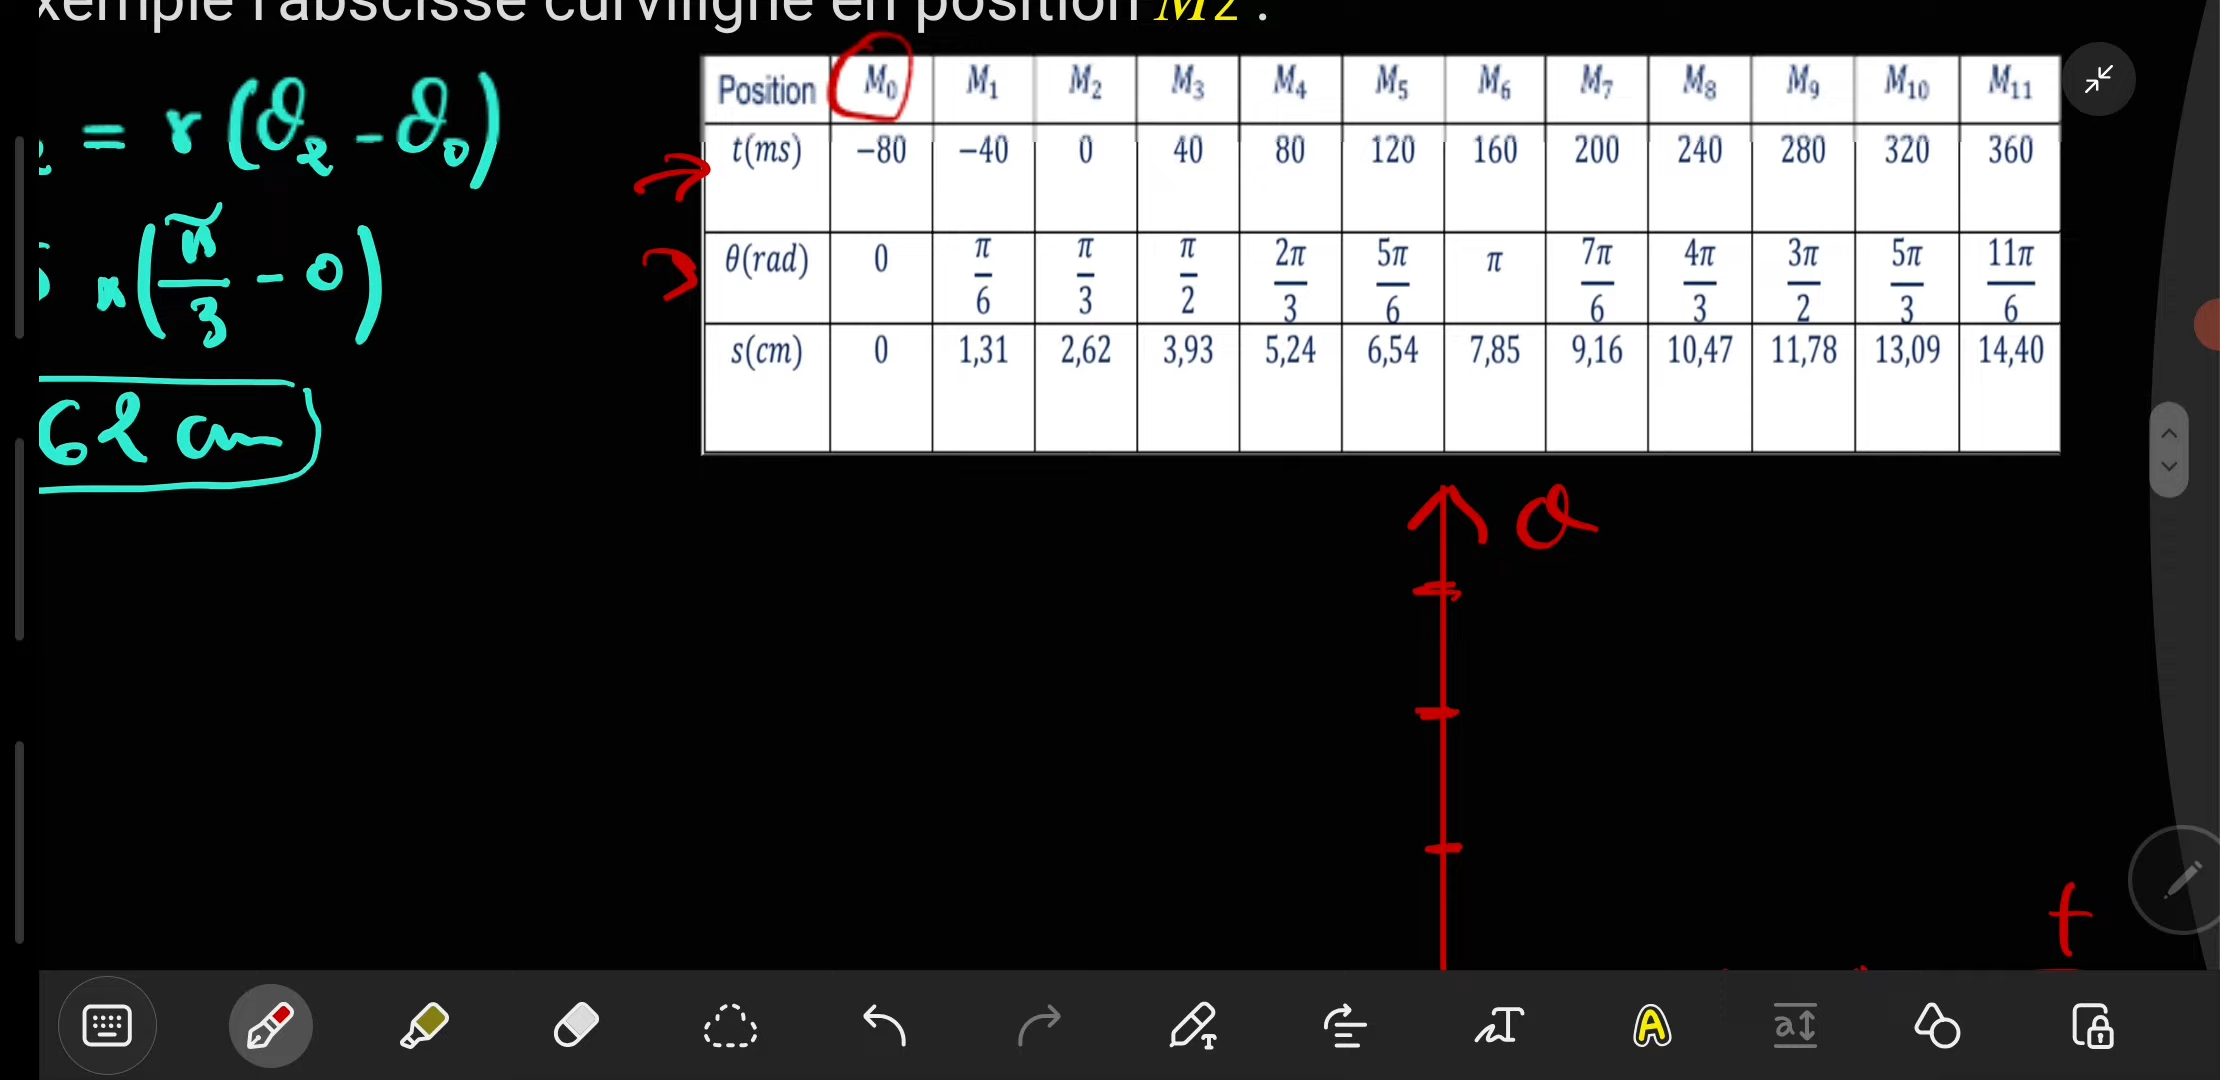 exemple l'abscisse curviligne en position M2 :
= r (θ₂ - θ₀)
× (π/3 - 0)
62 cm
Position M₀ M₁ M₂ M₃ M₄ M₅ M₆ M₇ M₈ M₉ M₁₀ M₁₁
t(ms) −80 −40 0 40 80 120 160 200 240 280 320 360
θ(rad) 0 π/6 π/3 π/2 2π/3 5π/6 π 7π/6 4π/3 3π/2 5π/3 11π/6
s(cm) 0 1,31 2,62 3,93 5,24 6,54 7,85 9,16 10,47 11,78 13,09 14,40
θ
t